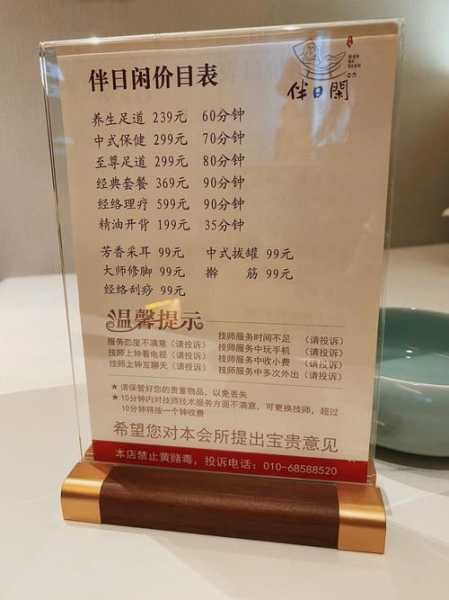 伴日閑
伴日闲价目表
养生足道 239元 60分钟
中式保健 299元 70分钟
至尊足道 299元 80分钟
经典套餐 369元 90分钟
经络理疗 599元 90分钟
精油开背 199元 35分钟
芳香采耳 99元 中式拔罐 99元
大师修脚 99元 擀 筋 99元
经络刮痧 99元
温馨提示
服务态度不满意（请投诉） 技师服务时间不足 （请投诉）
技师上钟看电视（请投诉） 技师服务中玩手机 （请投诉）
技师上钟互聊天（请投诉） 技师服务中收小费 （请投诉）
技师服务中多次外出（请投诉）
★ 请保管好您的贵重物品，以免丢失
★ 10分钟内对技师技术服务方面不满意，可更换技师，超过
10分钟将按一个钟收费
希望您对本会所提出宝贵意见
本店禁止黄赌毒，投诉电话：010-68588520